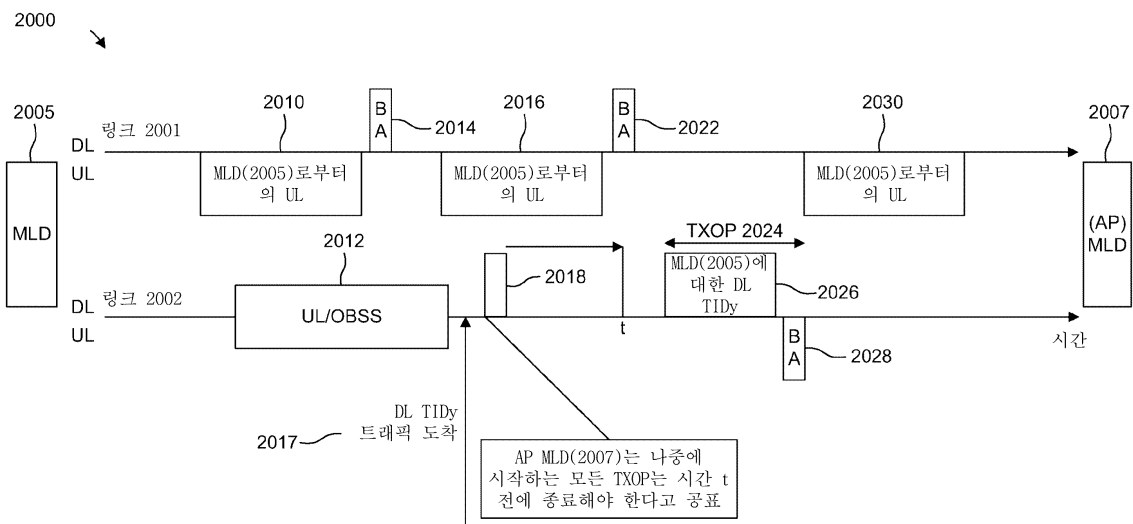 2000
2005
2010
B
A
2014
2016
B
A
2022
2030
2007
DL
링크 2001
UL
MLD(2005)로부터
의 UL
MLD(2005)로부터
의 UL
MLD(2005)로부터
의 UL
MLD
(AP)
MLD
2012
2018
TXOP 2024
MLD(2005)에
대한 DL
TIDy
2026
DL
링크 2002
UL
UL/OBSS
t
B
A
2028
시간
2017
DL TIDy
트래픽 도착
AP MLD(2007)는 나중에
시작하는 모든 TXOP는 시간 t
전에 종료해야 한다고 공표